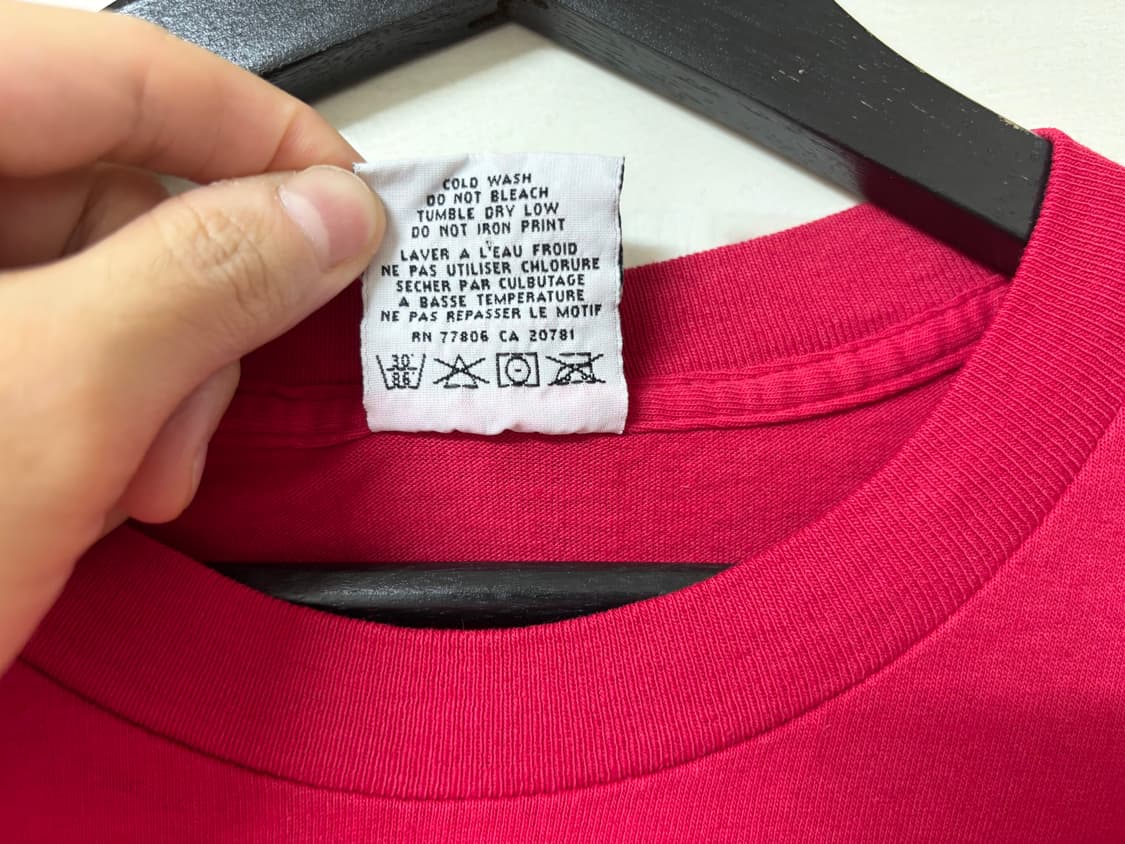 COLD WASH
DO NOT BLEACH
TUMBLE DRY LOW
DO NOT IRON PRINT
LAVER A L'EAU FROID
NE PAS UTILISER CHLORURE
SECHER PAR CULBUTAGE
A BASSE TEMPERATURE
NE PAS REPASSER LE MOTIF
RN 77806 CA 20781
30°
86°